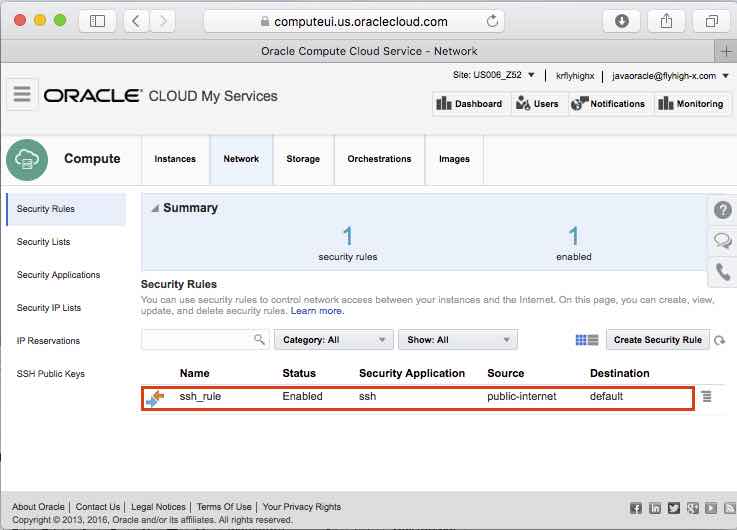 computeui.us.oraclecloud.com
Oracle Compute Cloud Service - Network
Site: US006_Z52 krflyhighx javaoracle@flyhigh-x.com
ORACLE CLOUD My Services
Dashboard Users Notifications Monitoring
Compute Instances Network Storage Orchestrations Images
Security Rules
Security Lists
Security Applications
Security IP Lists
IP Reservations
SSH Public Keys
Summary
1 1
security rules enabled
Security Rules
You can use security rules to control network access between your instances and the Internet. On this page, you can create, view,
update, and delete security rules. Learn more.
Category: All Show: All Create Security Rule
Name Status Security Application Source Destination
ssh_rule Enabled ssh public-internet default
About Oracle | Contact Us | Legal Notices | Terms Of Use | Your Privacy Rights
Copyright © 2013, 2016, Oracle and/or its affiliates. All rights reserved.